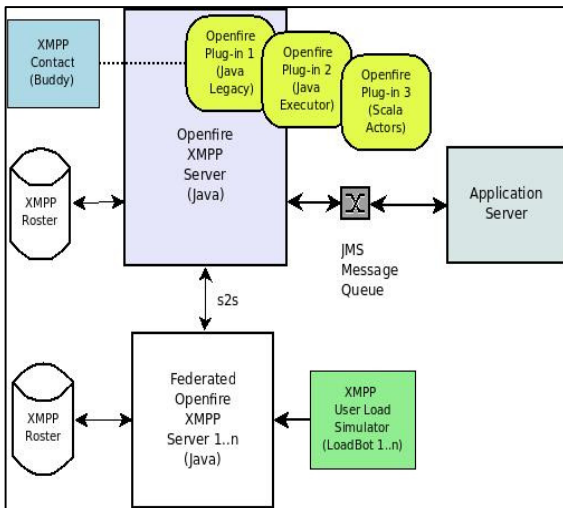 XMPP
Contact
(Buddy)
Openfire
Plug-in 1
(Java
Legacy)
Openfire
Plug-in 2
(Java
Executor)
Openfire
Plug-in 3
(Scala
Actors)
Openfire
XMPP
Server
(Java)
XMPP
Roster
JMS
Message
Queue
Application
Server
s2s
XMPP
Roster
Federated
Openfire
XMPP
Server 1..n
(Java)
XMPP
User Load
Simulator
(LoadBot 1..n)